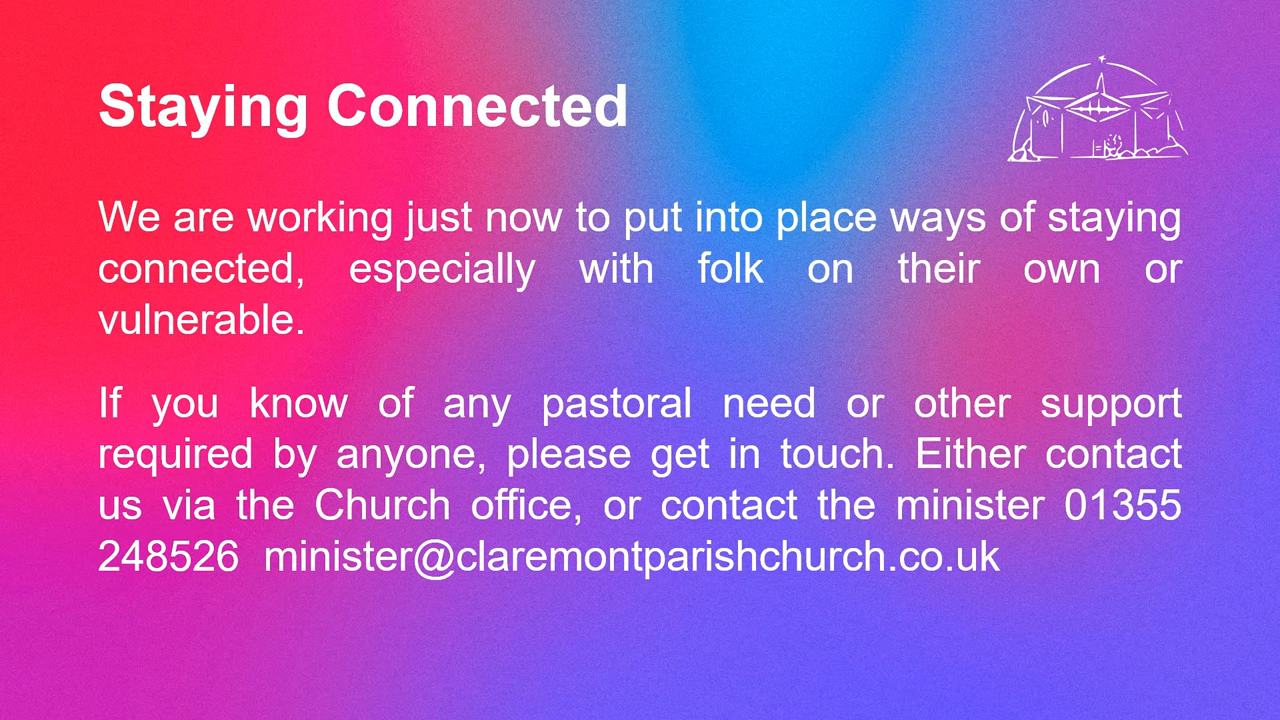 Staying Connected
We are working just now to put into place ways of staying
connected, especially with folk on their own or
vulnerable.
If you know of any pastoral need or other support
required by anyone, please get in touch. Either contact
us via the Church office, or contact the minister 01355
248526  minister@claremontparishchurch.co.uk